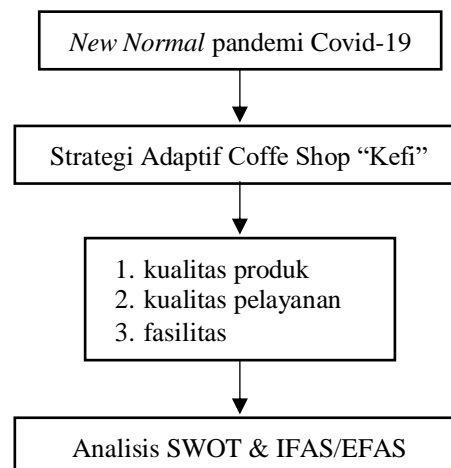 New Normal pandemi Covid-19
Strategi Adaptif Coffe Shop “Kefi”
1. kualitas produk
2. kualitas pelayanan
3. fasilitas
Analisis SWOT & IFAS/EFAS